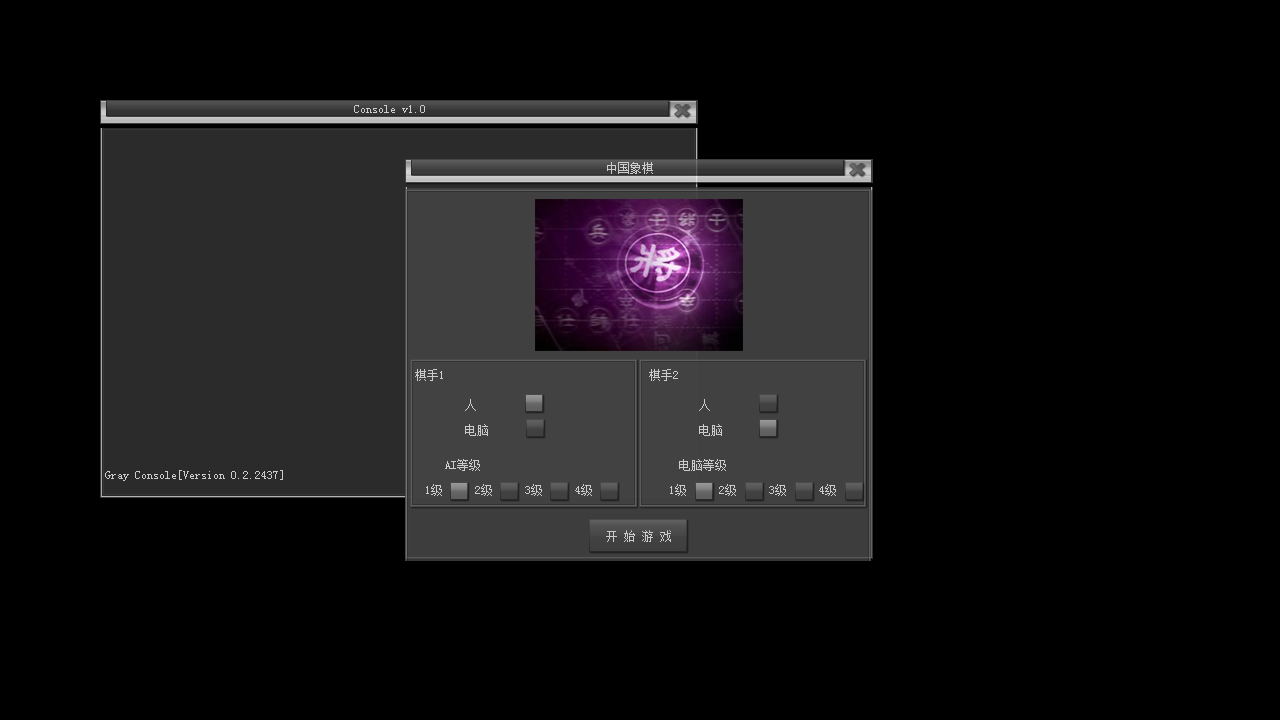 Console v1.0
中国象棋
將
兵
棋手1
人
电脑
AI等级
1级 2级 3级 4级
棋手2
人
电脑
电脑等级
1级 2级 3级 4级
Gray Console[Version 0.2.2437]
开 始 游 戏